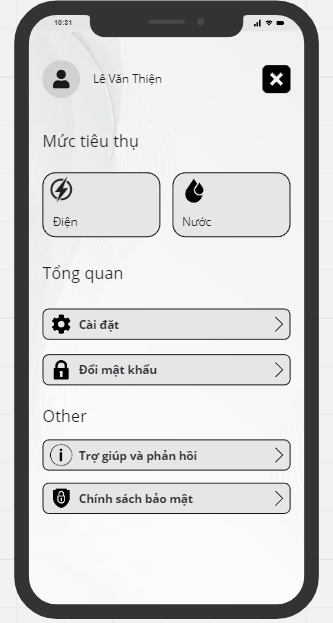 10:31
Lê Văn Thiện
Mức tiêu thụ
Điện
Nước
Tổng quan
Cài đặt
Đổi mật khẩu
Other
Trợ giúp và phản hồi
Chính sách bảo mật